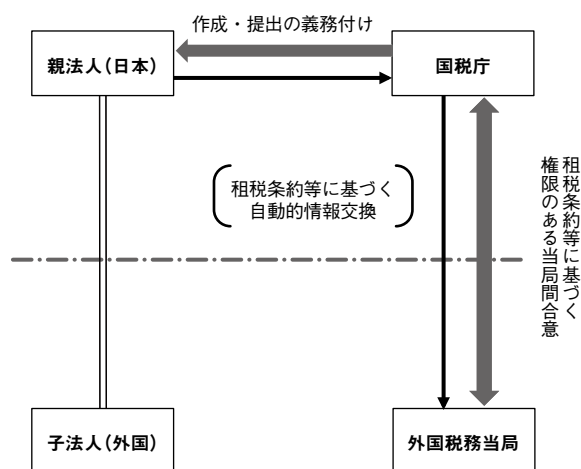 作成・提出の義務付け
親法人（日本）
国税庁
租税条約等に基づく
自動的情報交換
租税条約等に基づく
権限のある当局間合意
子法人（外国）
外国税務当局